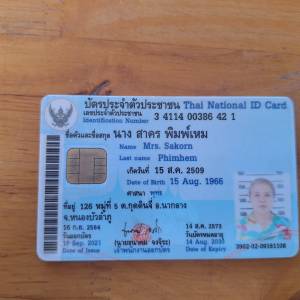 บัตรประจำตัวประชาชน Thai National ID Card
เลขประจำตัวประชาชน 3 4114 00386 42 1
Identification Number
ชื่อตัวและชื่อสกุล นาง สาคร พิมพ์เหม
Name Mrs. Sakorn
Last name Phimhem
เกิดวันที่ 15 ส.ค. 2509
Date of Birth 15 Aug. 1966
ศาสนา พุทธ
ที่อยู่ 126 หมู่ที่ 5 ต.กุดดินจี่ อ.นากลาง
จ.หนองบัวลำภู
2564
วันออกบัตร
2021
Date of Issue
เจ้าพนักงานออกบัตร
14 ส.ค. 2573
วันบัตรหมดอายุ
14 Aug. 2030
Date of Expiry